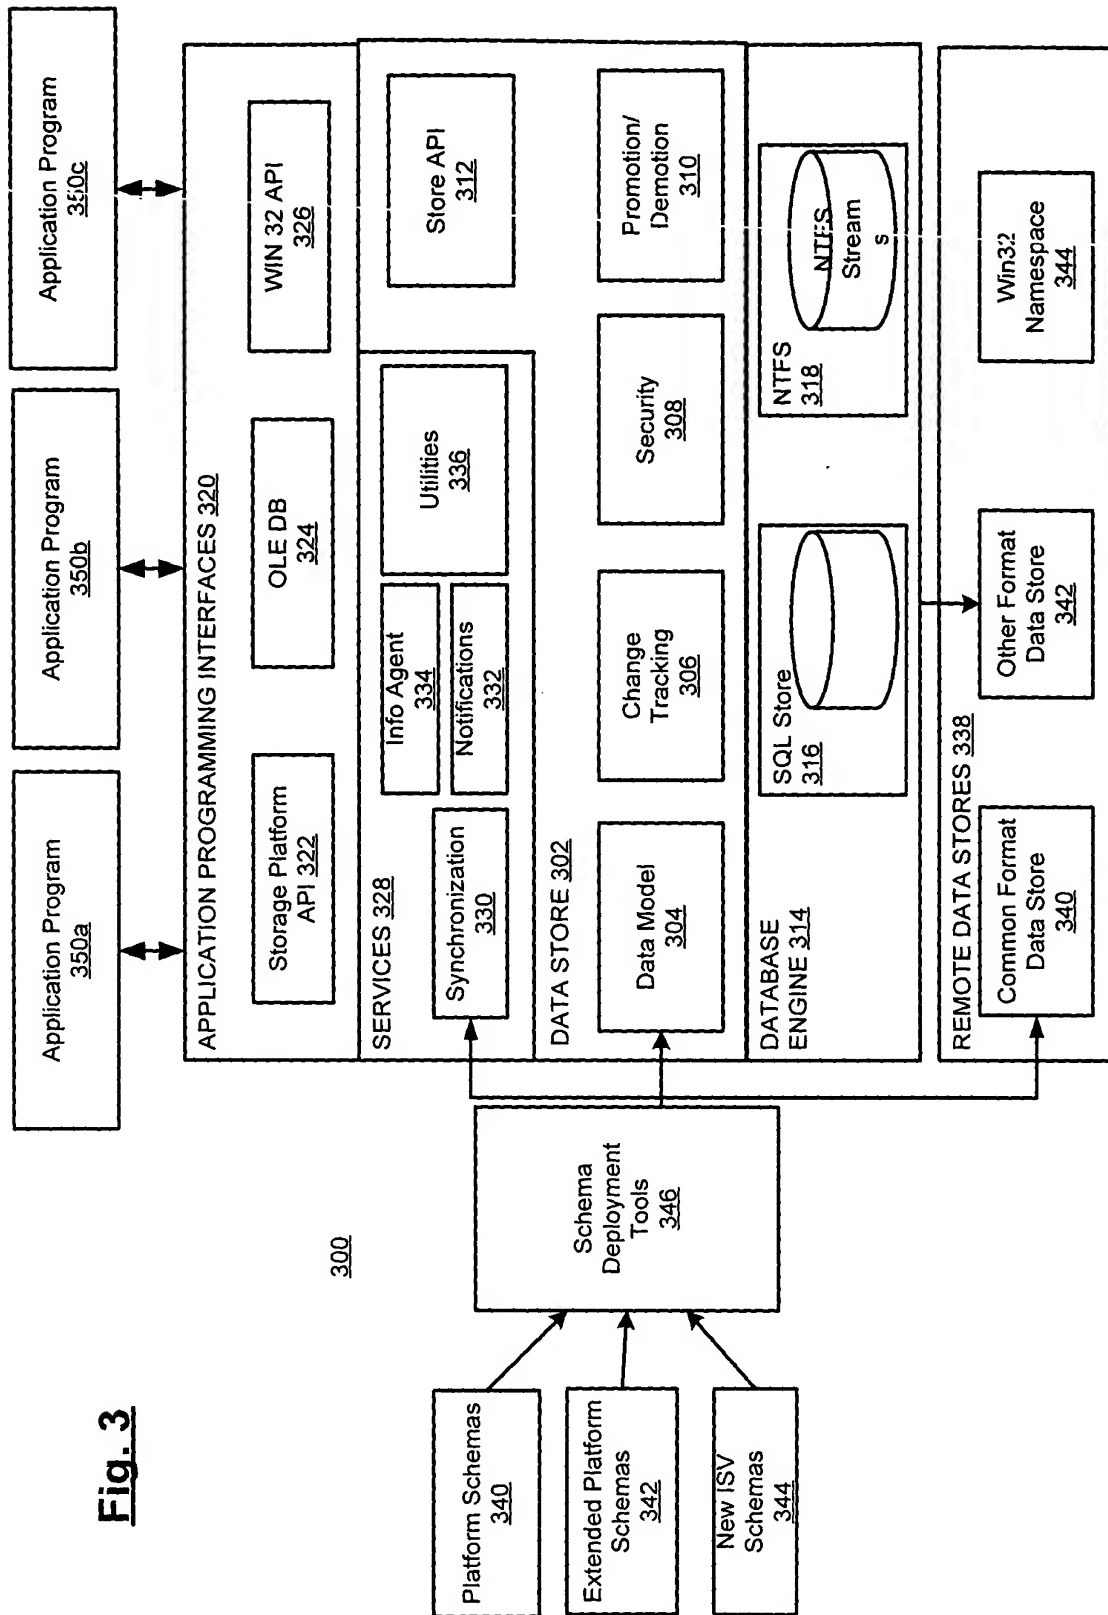 Fig. 3
300
Application Program
350a
Application Program
350b
Application Program
350c
APPLICATION PROGRAMMING INTERFACES 320
Storage Platform
API 322
OLE DB
324
WIN 32 API
326
SERVICES 328
Synchronization
330
Info Agent
334
Notifications
332
Utilities
336
Store API
312
DATA STORE 302
Data Model
304
Change
Tracking
306
Security
308
Promotion/
Demotion
310
DATABASE
ENGINE 314
SQL Store
316
NTFS
318
NTFS
Stream
s
REMOTE DATA STORES 338
Common Format
Data Store
340
Other Format
Data Store
342
Win32
Namespace
344
Schema
Deployment
Tools
346
Platform Schemas
340
Extended Platform
Schemas
342
New ISV
Schemas
344